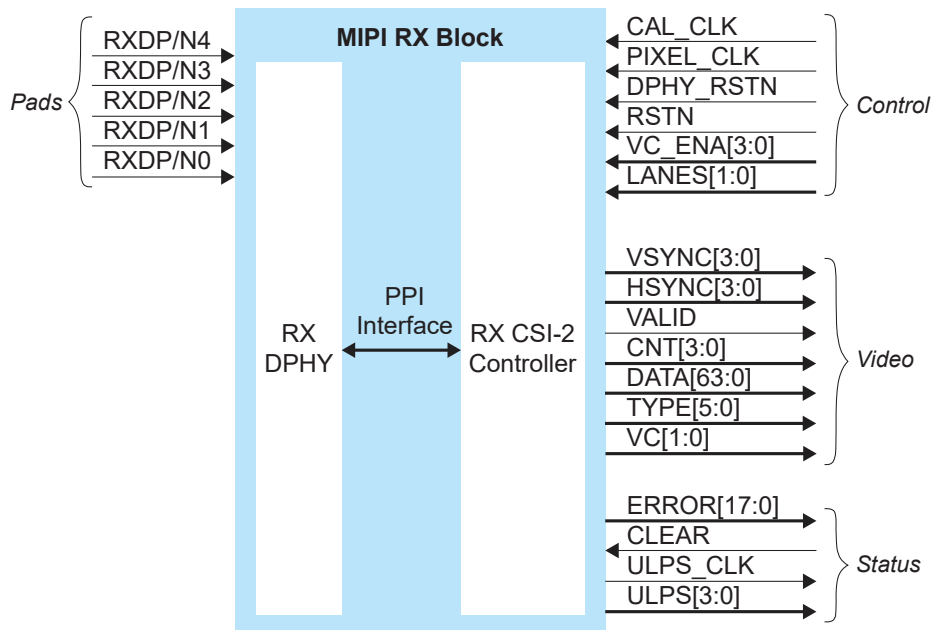 MIPI RX Block
Pads
RXDP/N4
RXDP/N3
RXDP/N2
RXDP/N1
RXDP/N0
CAL_CLK
PIXEL_CLK
DPHY_RSTN
RSTN
VC_ENA[3:0]
LANES[1:0]
Control
RX
DPHY
PPI
Interface
RX CSI-2
Controller
VSYNC[3:0]
HSYNC[3:0]
VALID
CNT[3:0]
DATA[63:0]
TYPE[5:0]
VC[1:0]
Video
ERROR[17:0]
CLEAR
ULPS_CLK
ULPS[3:0]
Status